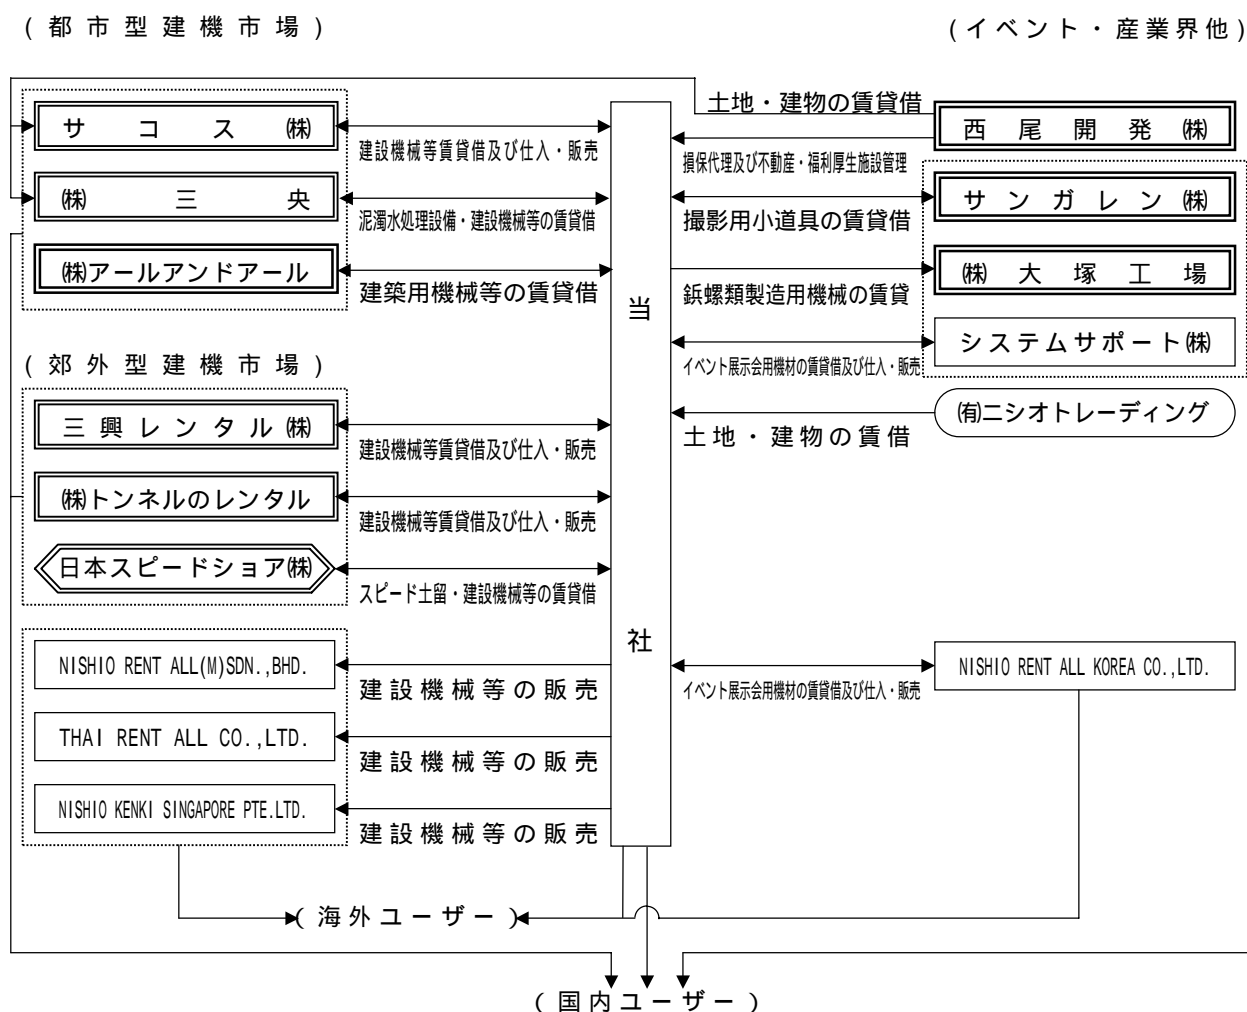 (都市型建機市場)
(イベント・産業界他)
サコス㈱
建設機械等賃貸借及び仕入・販売
㈱三央
泥濁水処理設備・建設機械等の賃貸借
㈱アールアンドアール
建築用機械等の賃貸借
(郊外型建機市場)
三興レンタル㈱
建設機械等賃貸借及び仕入・販売
㈱トンネルのレンタル
建設機械等賃貸借及び仕入・販売
日本スピードショア㈱
スピード土留・建設機械等の賃貸借
NISHIO RENT ALL(M)SDN.,BHD.
建設機械等の販売
THAI RENT ALL CO.,LTD.
建設機械等の販売
NISHIO KENKI SINGAPORE PTE.LTD.
建設機械等の販売
当社
土地・建物の賃貸借
西尾開発㈱
損保代理及び不動産・福利厚生施設管理
サンガレン㈱
撮影用小道具の賃貸借
㈱大塚工場
鋲螺類製造用機械の賃貸
システムサポート㈱
イベント展示会用機材の賃貸借及び仕入・販売
㈲ニシオトレーディング
土地・建物の賃借
NISHIO RENT ALL KOREA CO.,LTD.
イベント展示会用機材の賃貸借及び仕入・販売
(海外ユーザー)
(国内ユーザー)